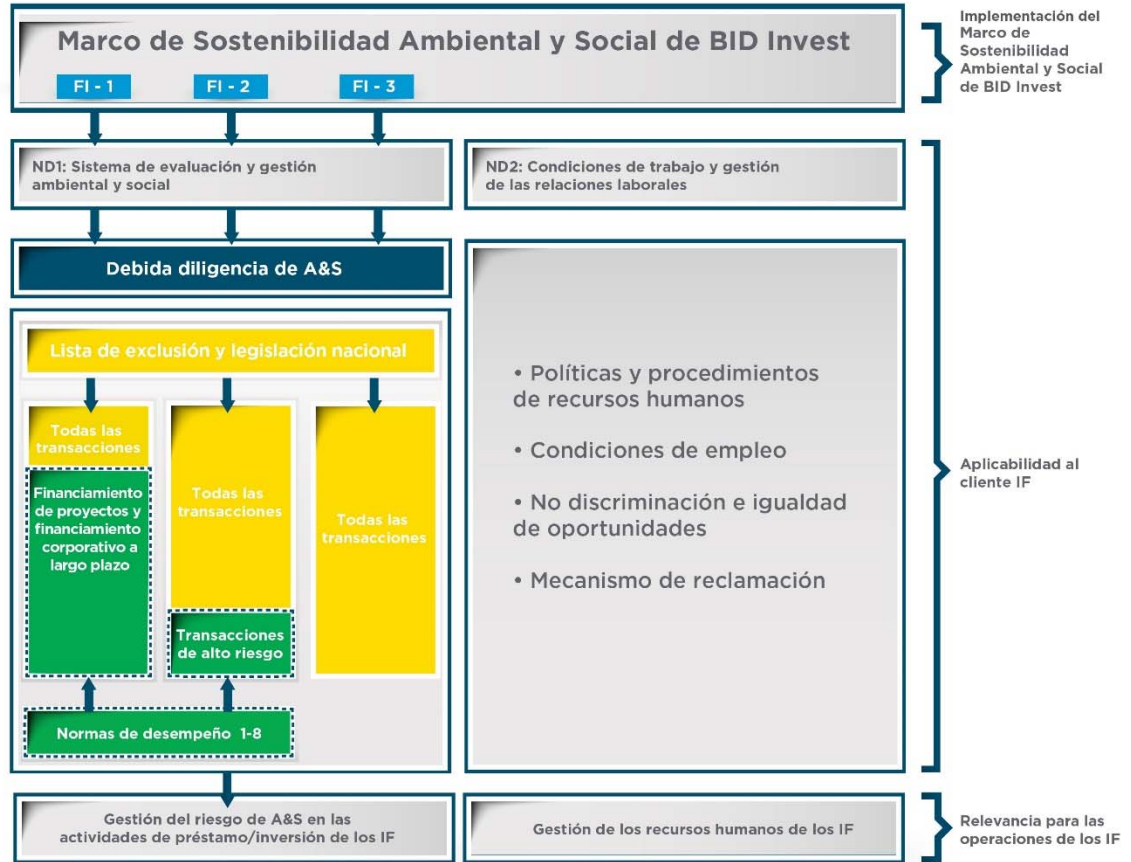 Marco de Sostenibilidad Ambiental y Social de BID Invest
FI - 1
FI - 2
FI - 3
Implementación del
Marco de
Sostenibilidad
Ambiental y Social
de BID Invest
ND1: Sistema de evaluación y gestión
ambiental y social
ND2: Condiciones de trabajo y gestión
de las relaciones laborales
Debida diligencia de A&S
Lista de exclusión y legislación nacional
Todas las
transacciones
Financiamiento
de proyectos y
financiamiento
corporativo a
largo plazo
Todas las
transacciones
Transacciones
de alto riesgo
Todas las
transacciones
Normas de desempeño 1-8
• Políticas y procedimientos
de recursos humanos
• Condiciones de empleo
• No discriminación e igualdad
de oportunidades
• Mecanismo de reclamación
Aplicabilidad al
cliente IF
Gestión del riesgo de A&S en las
actividades de préstamo/inversión de los IF
Gestión de los recursos humanos de los IF
Relevancia para las
operaciones de los IF